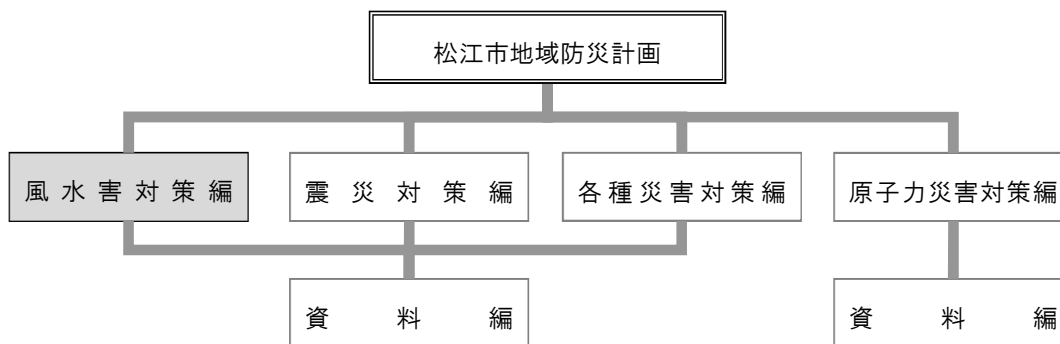 松江市地域防災計画
風水害対策編
震災対策編
各種災害対策編
原子力災害対策編
資料編
資料編